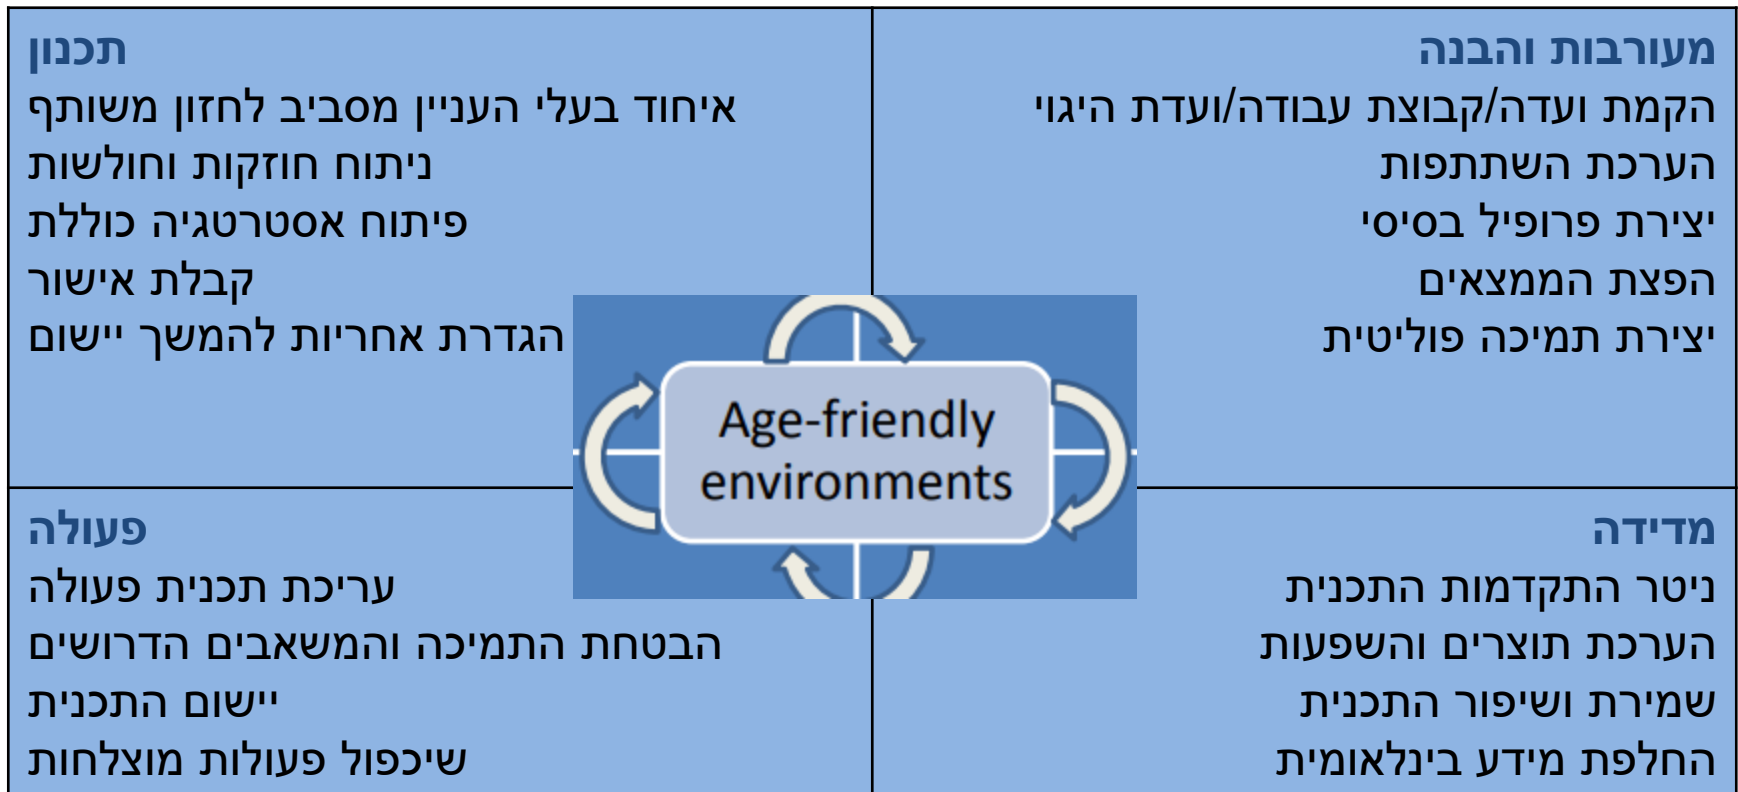 מעורבות והבנה
הקמת ועדה/קבוצת עבודה/ועדת היגוי
הערכת השתתפות
יצירת פרופיל בסיסי
הפצת הממצאים
יצירת תמיכה פוליטית
תכנון
איחוד בעלי העניין מסביב לחזון משותף
ניתוח חוזקות וחולשות
פיתוח אסטרטגיה כוללת
קבלת אישור
הגדרת אחריות להמשך יישום
Age-friendly
environments
מדידה
ניטר התקדמות התכנית
הערכת תוצרים והשפעות
שמירת ושיפור התכנית
החלפת מידע בינלאומית
פעולה
עריכת תכנית פעולה
הבטחת התמיכה והמשאבים הדרושים
יישום התכנית
שיכפול פעולות מוצלחות